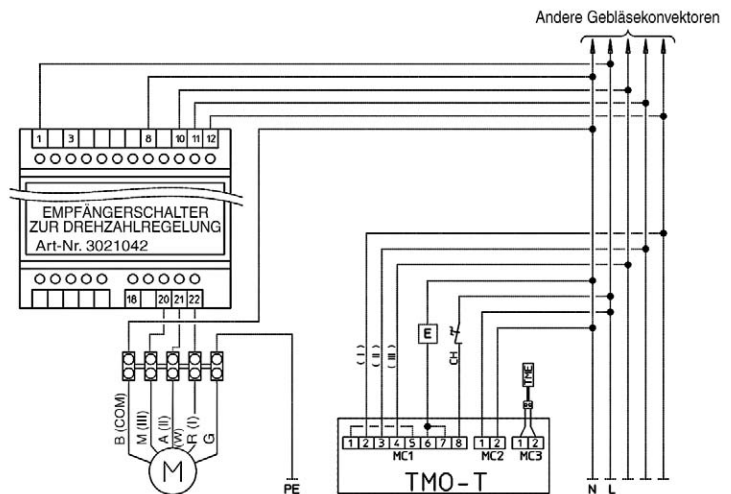 Andere Gebläsekonvektoren
1 3 8 10 11 12
EMPFÄNGERSCHALTER
ZUR DREHZAHLREGELUNG
Art-Nr. 3021042
18 20 21 22
B (COM)
M (III)
A (II)
(W)
R (I)
G
M
PE
( I )
( II )
( III )
E
CH
TME
1 2 3 4 5 6 7 8
MC1
1 2
MC2
1 2
MC3
TMO-T
N L